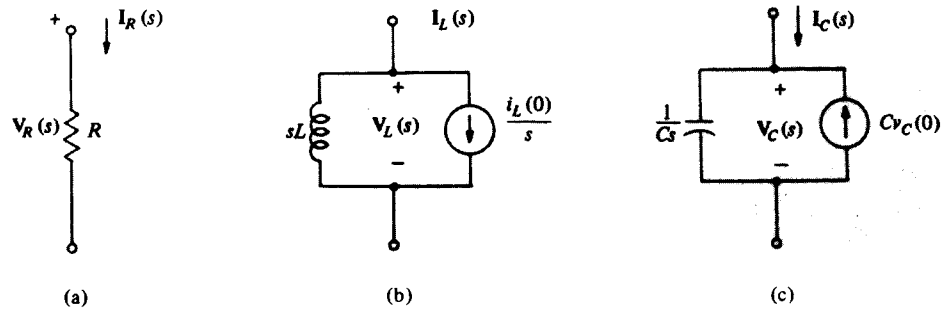 +
I_R(s)
V_R(s)
R
(a)
I_L(s)
sL
+
V_L(s)
−
i_L(0)
s
(b)
I_C(s)
1
Cs
+
V_C(s)
−
Cv_C(0)
(c)